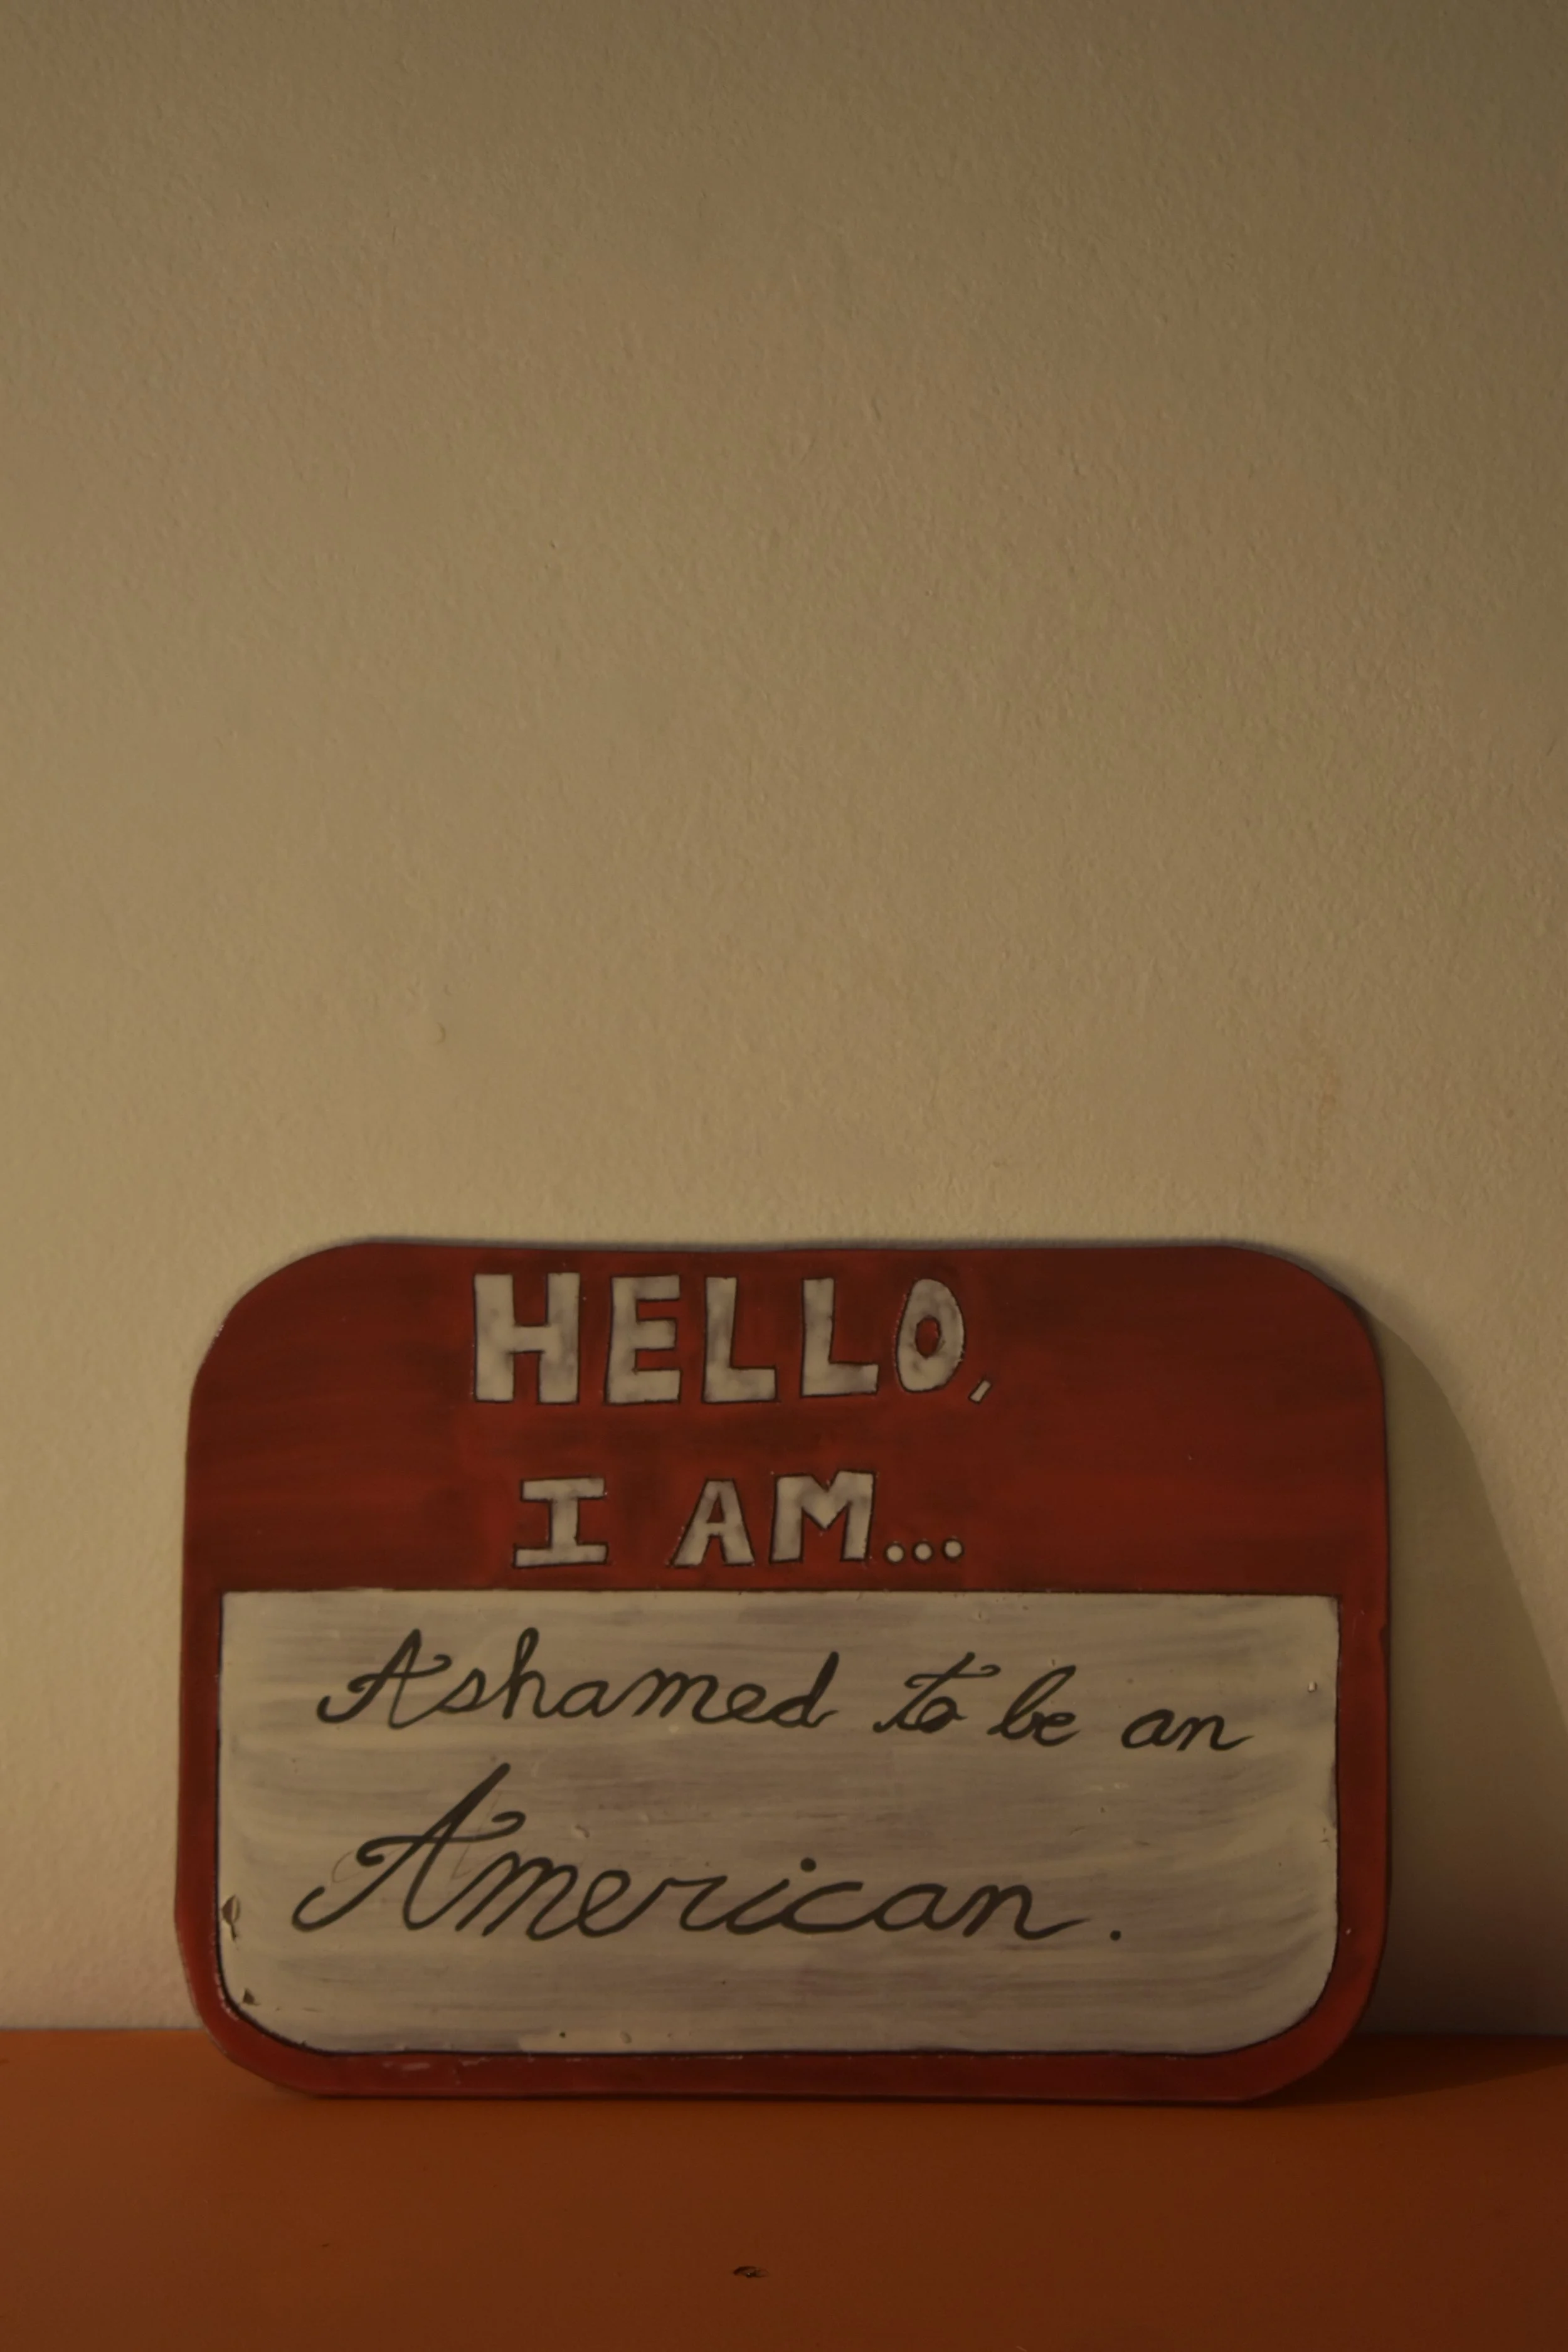 HELLO,
I AM...
Ashamed to be an
American.